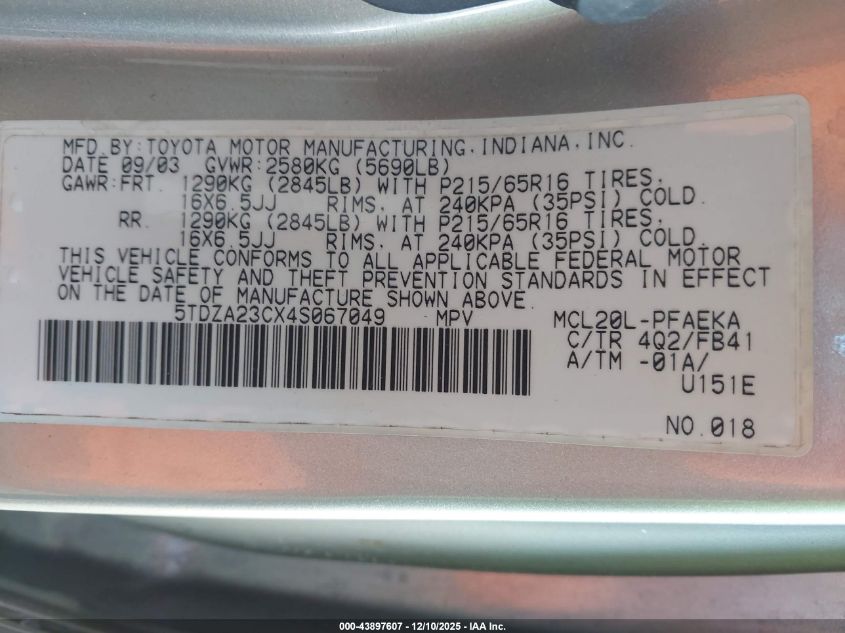 MFD.BY:TOYOTA MOTOR MANUFACTURING,INDIANA,INC.
DATE 09/03 GVWR:2580KG (5690LB)
GAWR:FRT. 1290KG (2845LB) WITH P215/65R16 TIRES,
16X6.5JJ RIMS, AT 240KPA (35PSI) COLD.
RR. 1290KG (2845LB) WITH P215/65R16 TIRES,
16X6.5JJ RIMS, AT 240KPA (35PSI) COLD.
THIS VEHICLE CONFORMS TO ALL APPLICABLE FEDERAL MOTOR
VEHICLE SAFETY AND THEFT PREVENTION STANDARDS IN EFFECT
ON THE DATE OF MANUFACTURE SHOWN ABOVE.
5TDZA23CX4S067049 MPV MCL20L-PFAEKA
C/TR 4Q2/FB41
A/TM -01A/
U151E
NO.018
000-43897607 - 12/10/2025 - IAA Inc.